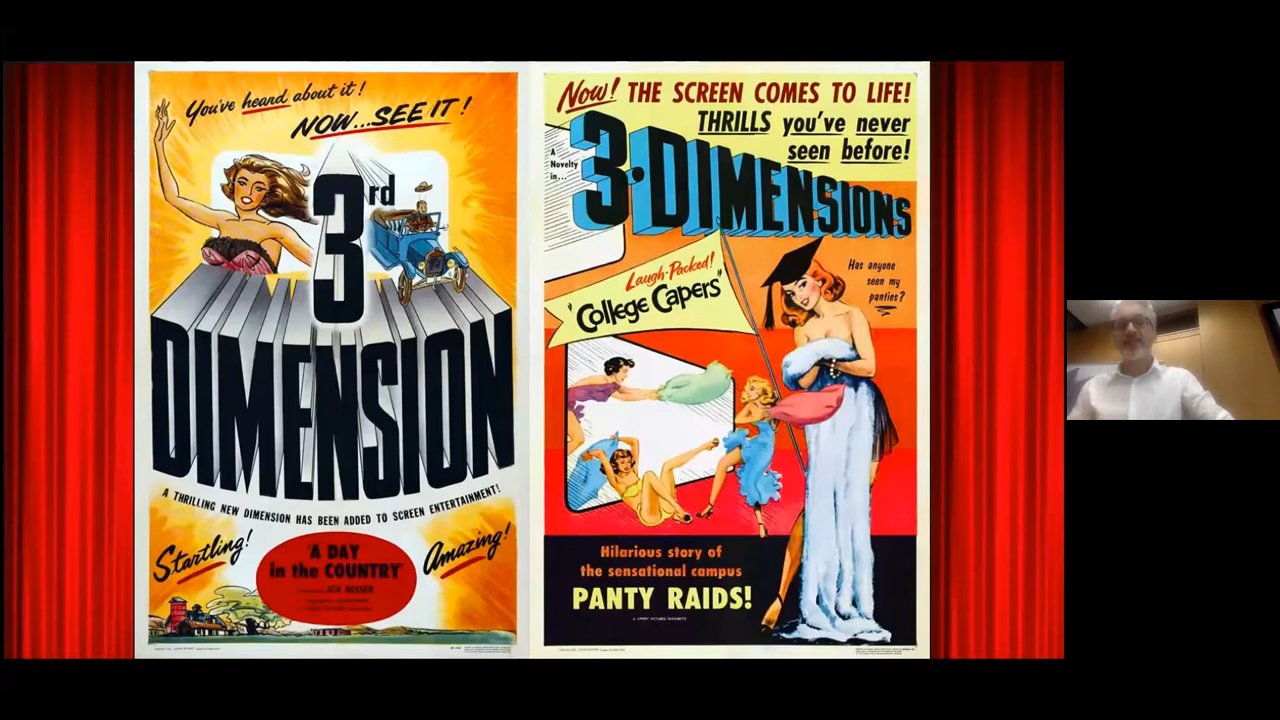 You've heard about it!
NOW...SEE IT!
3rd
DIMENSION
A THRILLING NEW DIMENSION HAS BEEN ADDED TO SCREEN ENTERTAINMENT!
Startling!
Amazing!
"A DAY
in the COUNTRY"
Now! THE SCREEN COMES TO LIFE!
THRILLS you've never
seen before!
A
Novelty
in...
3-DIMENSIONS
Laugh-Packed!
"College Capers"
Has anyone
seen my
panties?
Hilarious story of
the sensational campus
PANTY RAIDS!
A LIPPERT PICTURES FEATURETTE